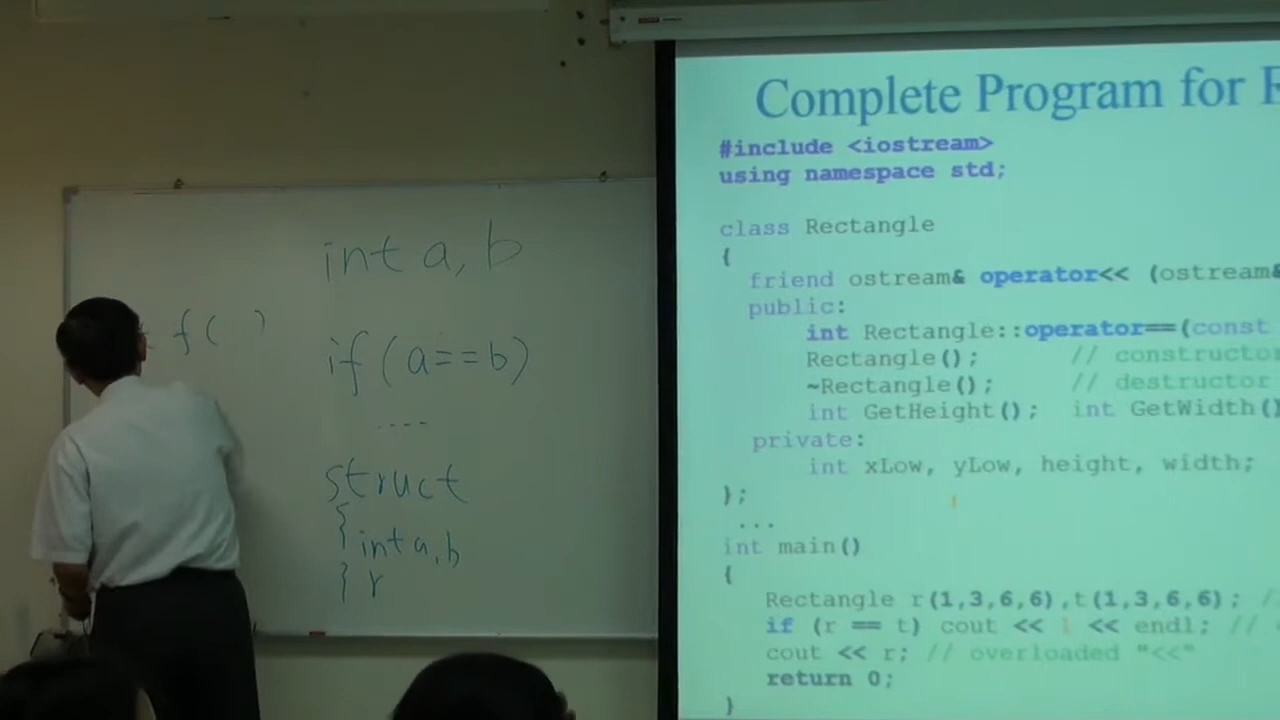 int a, b
f( )
if (a==b)
....
struct
{ int a, b
} r
Complete Program for
#include <iostream>
using namespace std;
class Rectangle
{
friend ostream& operator<< (ostream&
public:
int Rectangle::operator==(const
Rectangle(); // constructor
~Rectangle(); // destructor
int GetHeight(); int GetWidth()
private:
int xLow, yLow, height, width;
};
...
int main()
{
Rectangle r(1,3,6,6),t(1,3,6,6); //
if (r == t) cout << 1 << endl; //
cout << r; // overloaded "<<"
return 0;
}